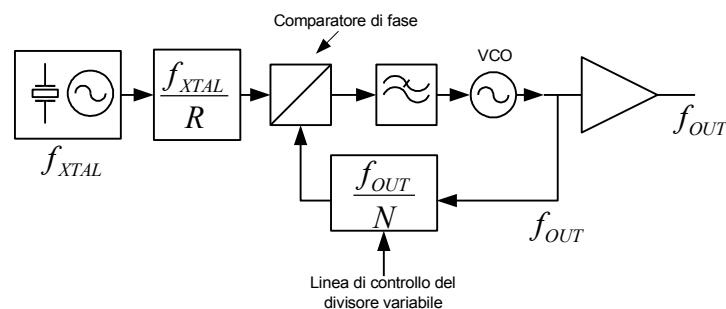 Comparatore di fase
VCO
f_XTAL
f_XTAL
R
f_OUT
f_OUT
N
f_OUT
Linea di controllo del
divisore variabile